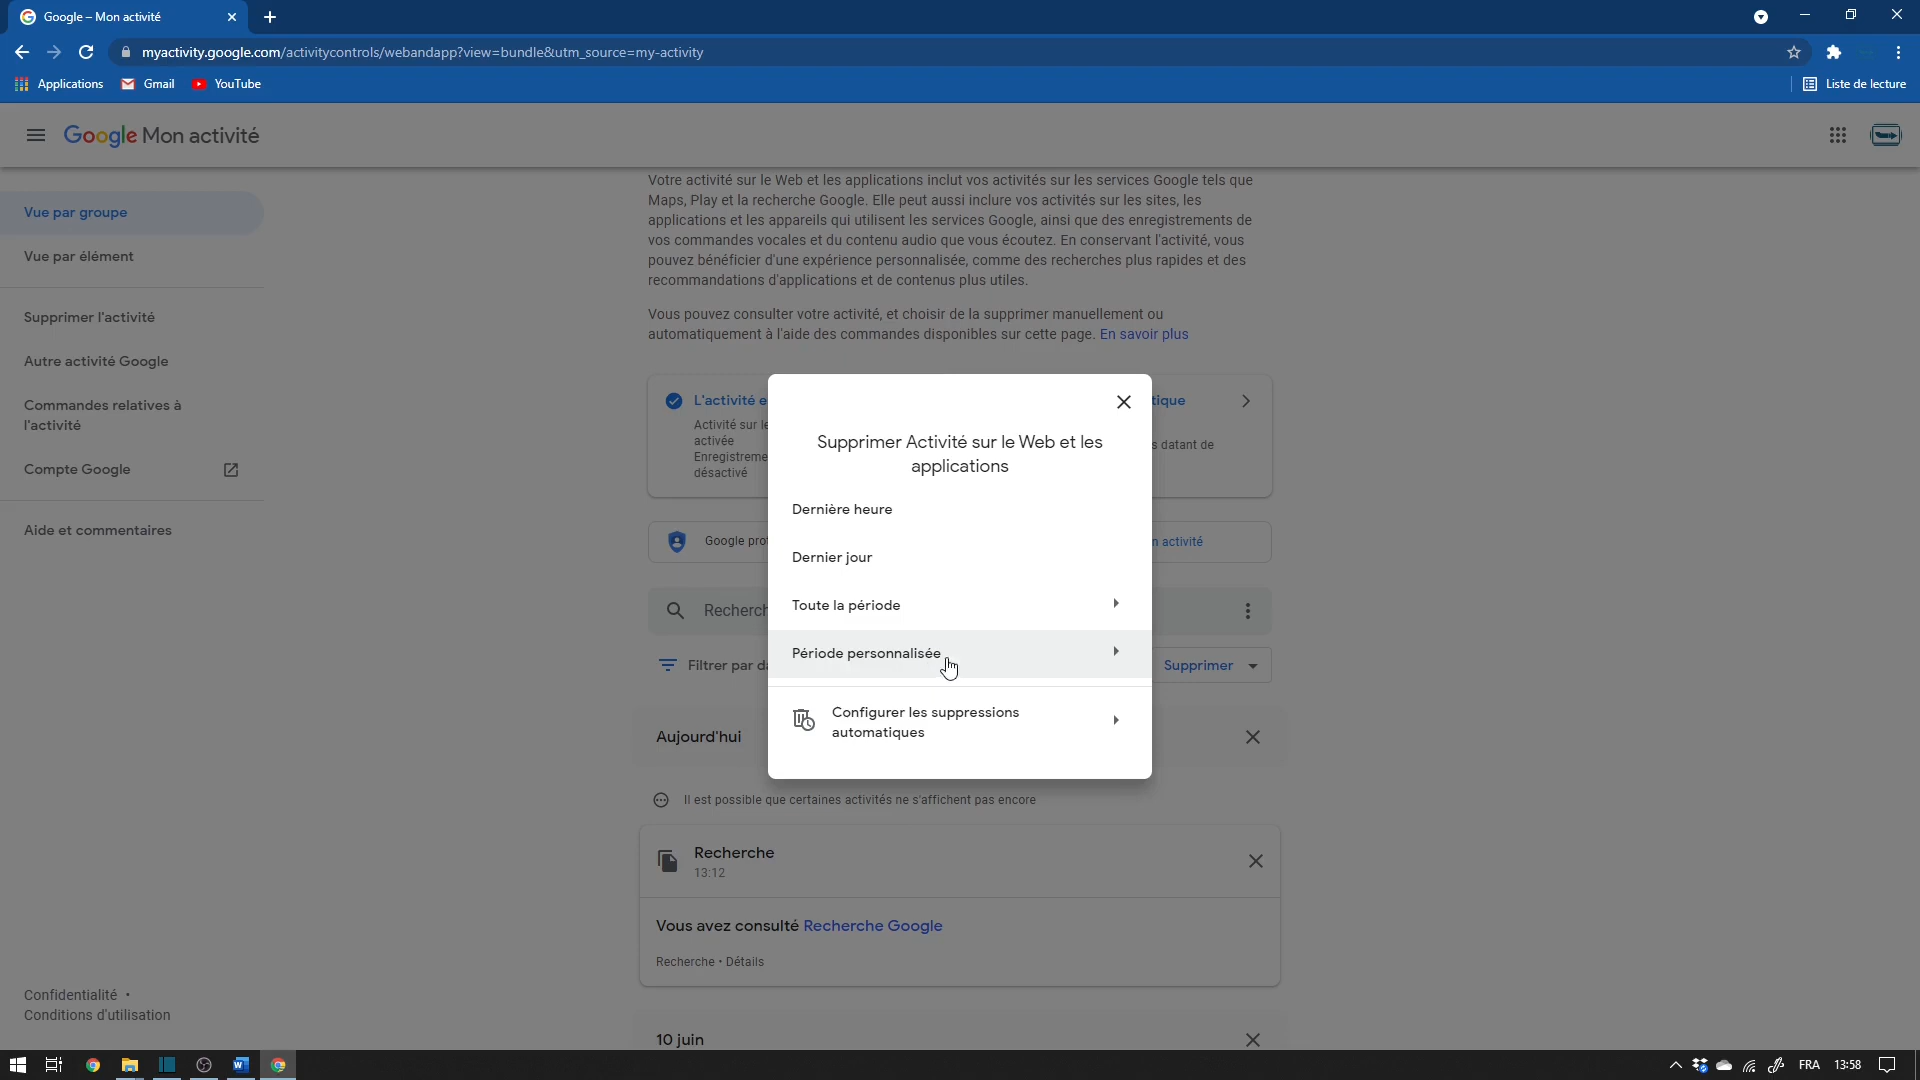 Google – Mon activité
myactivity.google.com/activitycontrols/webandapp?view=bundle&utm_source=my-activity
Applications
Gmail
YouTube
Liste de lecture
Google Mon activité
Vue par groupe
Vue par élément
Supprimer l'activité
Autre activité Google
Commandes relatives à
l'activité
Compte Google
Aide et commentaires
Confidentialité •
Conditions d'utilisation
Votre activité sur le Web et les applications inclut vos activités sur les services Google tels que
Maps, Play et la recherche Google. Elle peut aussi inclure vos activités sur les sites, les
applications et les appareils qui utilisent les services Google, ainsi que des enregistrements de
vos commandes vocales et du contenu audio que vous écoutez. En conservant l'activité, vous
pouvez bénéficier d'une expérience personnalisée, comme des recherches plus rapides et des
recommandations d'applications et de contenus plus utiles.
Vous pouvez consulter votre activité, et choisir de la supprimer manuellement ou
automatiquement à l'aide des commandes disponibles sur cette page. En savoir plus
L'activité e
Activité sur le
activée
Enregistreme
désactivé
tique
s datant de
Google prot
n activité
Recherch
Filtrer par da
Supprimer
Supprimer Activité sur le Web et les
applications
Dernière heure
Dernier jour
Toute la période
Période personnalisée
Configurer les suppressions
automatiques
Aujourd'hui
Il est possible que certaines activités ne s'affichent pas encore
Recherche
13:12
Vous avez consulté Recherche Google
Recherche • Détails
10 juin
FRA
13:58